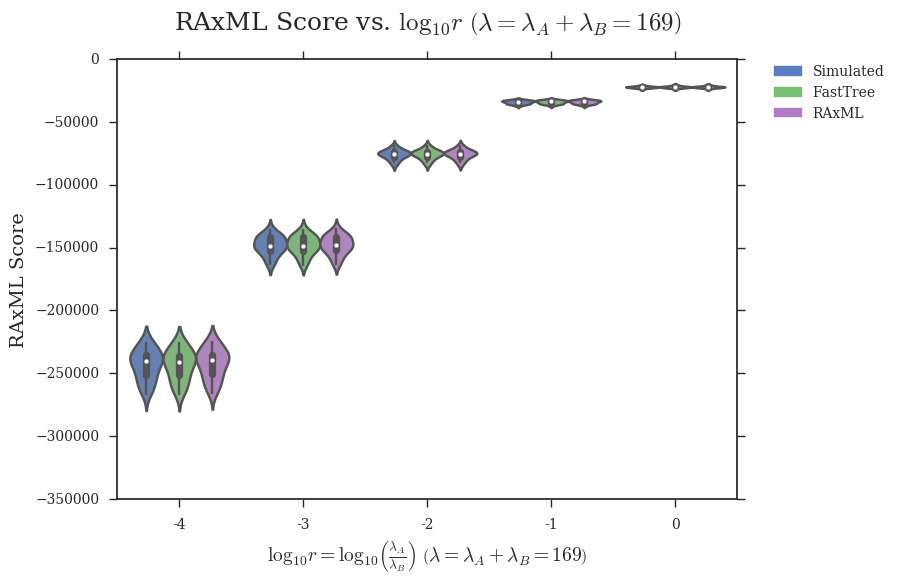 RAxML Score vs. log₁₀r (λ = λ_A + λ_B = 169)
0
−50000
−100000
−150000
−200000
−250000
−300000
−350000
RAxML Score
-4 -3 -2 -1 0
log₁₀r = log₁₀(λ_A/λ_B) (λ = λ_A + λ_B = 169)
Simulated
FastTree
RAxML